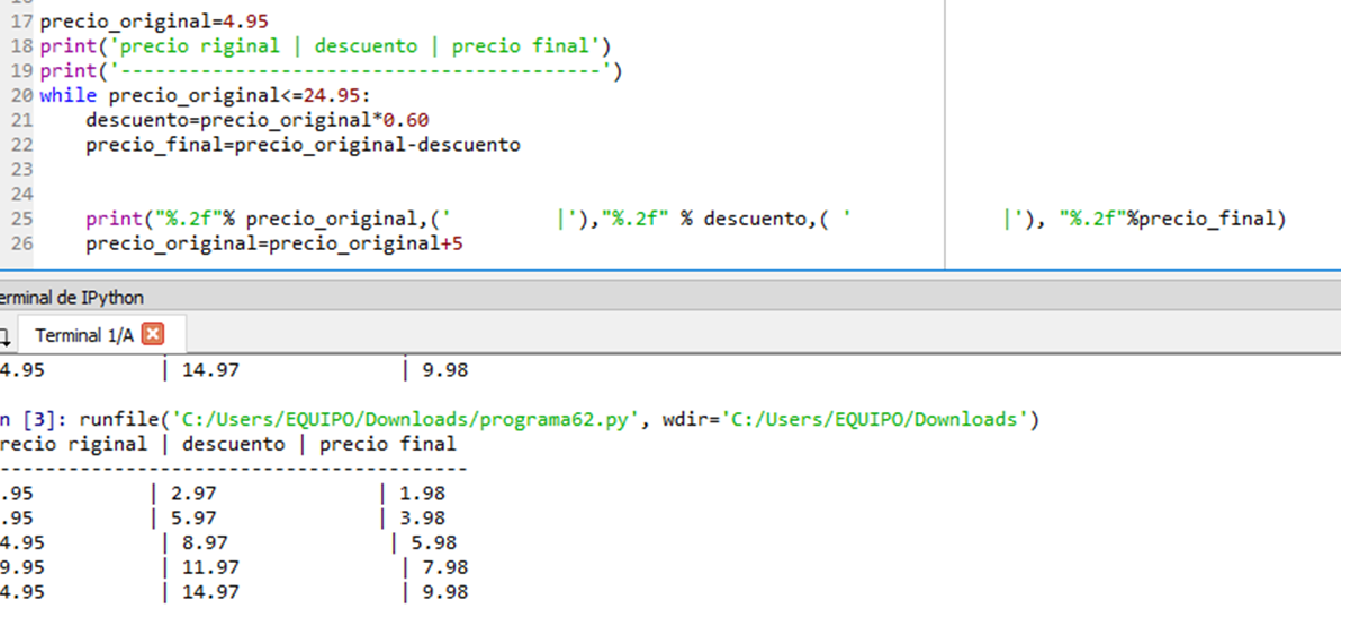 17 precio_original=4.95
18 print('precio riginal | descuento | precio final')
19 print('------------------------------------------')
20 while precio_original<=24.95:
21     descuento=precio_original*0.60
22     precio_final=precio_original-descuento
23
24
25     print("%.2f"% precio_original,('         |'),"%.2f" % descuento,( '             |'), "%.2f"%precio_final)
26     precio_original=precio_original+5
erminal de IPython
Terminal 1/A
4.95          | 14.97              | 9.98
n [3]: runfile('C:/Users/EQUIPO/Downloads/programa62.py', wdir='C:/Users/EQUIPO/Downloads')
recio riginal | descuento | precio final
-----------------------------------------
.95          | 2.97              | 1.98
.95          | 5.97              | 3.98
4.95          | 8.97              | 5.98
9.95          | 11.97              | 7.98
4.95          | 14.97              | 9.98